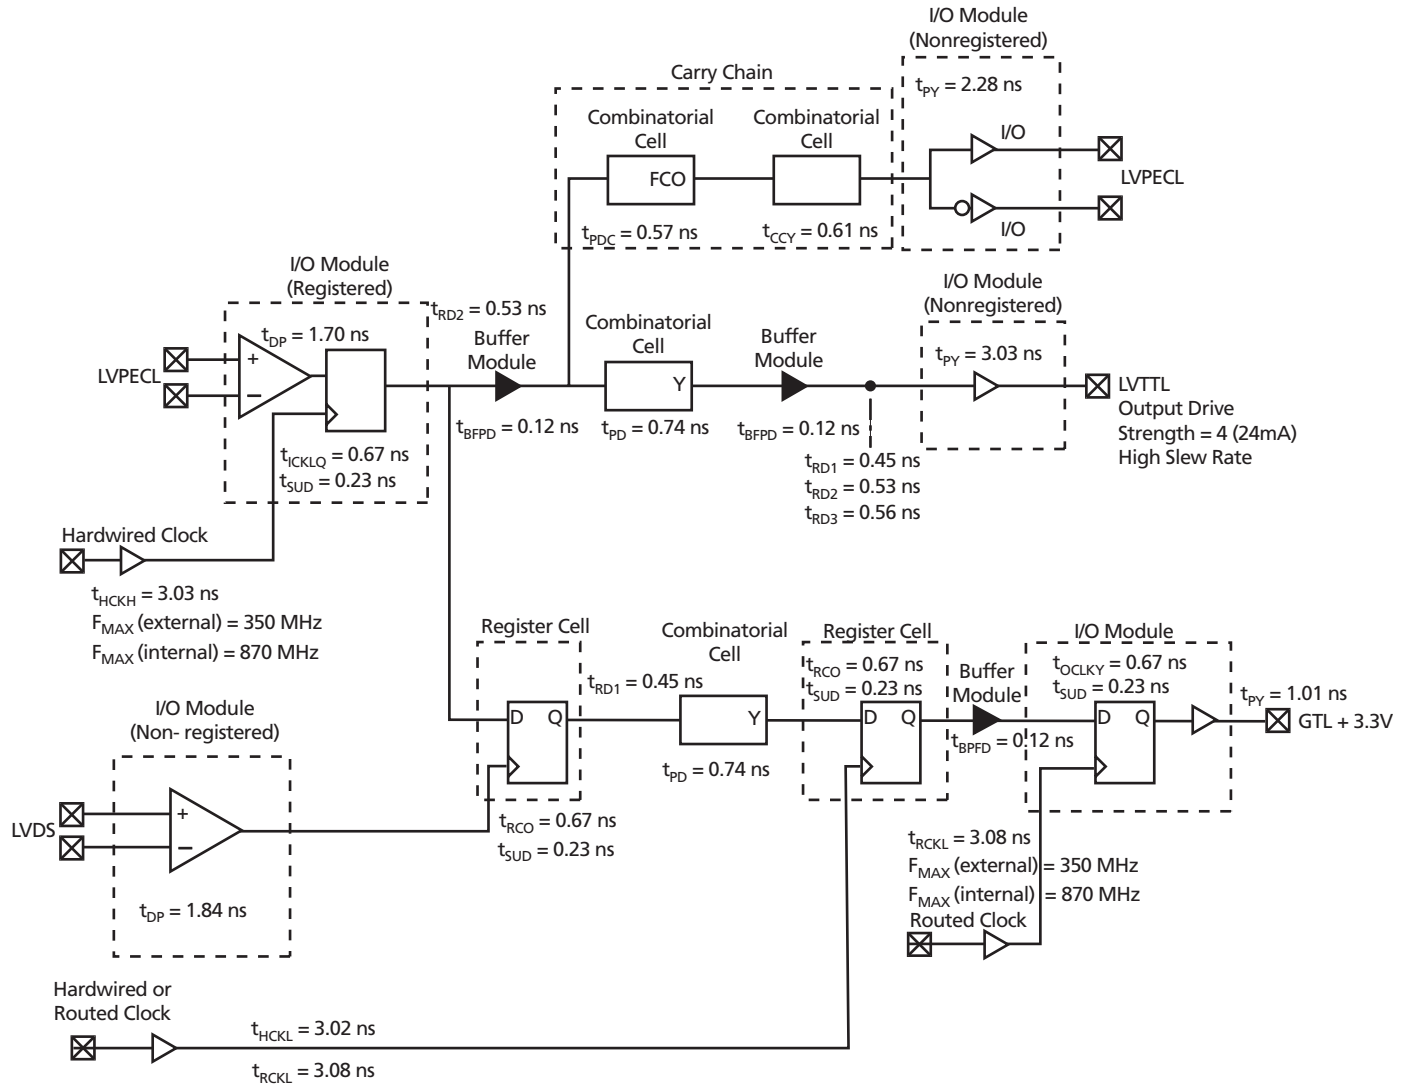 I/O Module
(Nonregistered)
Carry Chain
tPY = 2.28 ns
Combinatorial
Cell
Combinatorial
Cell
I/O
FCO
LVPECL
I/O
tPDC = 0.57 ns
tCCY = 0.61 ns
I/O Module
(Registered)
I/O Module
(Nonregistered)
tRD2 = 0.53 ns
tDP = 1.70 ns
Buffer
Module
Combinatorial
Cell
Buffer
Module
tPY = 3.03 ns
+
LVPECL
–
Y
LVTTL
Output Drive
Strength = 4 (24mA)
High Slew Rate
tBFPD = 0.12 ns
tPD = 0.74 ns
tBFPD = 0.12 ns
tICKLQ = 0.67 ns
tSUD = 0.23 ns
tRD1 = 0.45 ns
tRD2 = 0.53 ns
tRD3 = 0.56 ns
Hardwired Clock
tHCKH = 3.03 ns
FMAX (external) = 350 MHz
FMAX (internal) = 870 MHz
Register Cell
Combinatorial
Cell
Register Cell
I/O Module
tRCO = 0.67 ns
tSUD = 0.23 ns
Buffer
Module
tOCLKY = 0.67 ns
tSUD = 0.23 ns
tRD1 = 0.45 ns
tPY = 1.01 ns
D Q
Y
D Q
D Q
GTL + 3.3V
tBPFD = 0.12 ns
tPD = 0.74 ns
I/O Module
(Non- registered)
+
LVDS
–
tRCO = 0.67 ns
tSUD = 0.23 ns
tDP = 1.84 ns
tRCKL = 3.08 ns
FMAX (external) = 350 MHz
FMAX (internal) = 870 MHz
Routed Clock
Hardwired or
Routed Clock
tHCKL = 3.02 ns
tRCKL = 3.08 ns